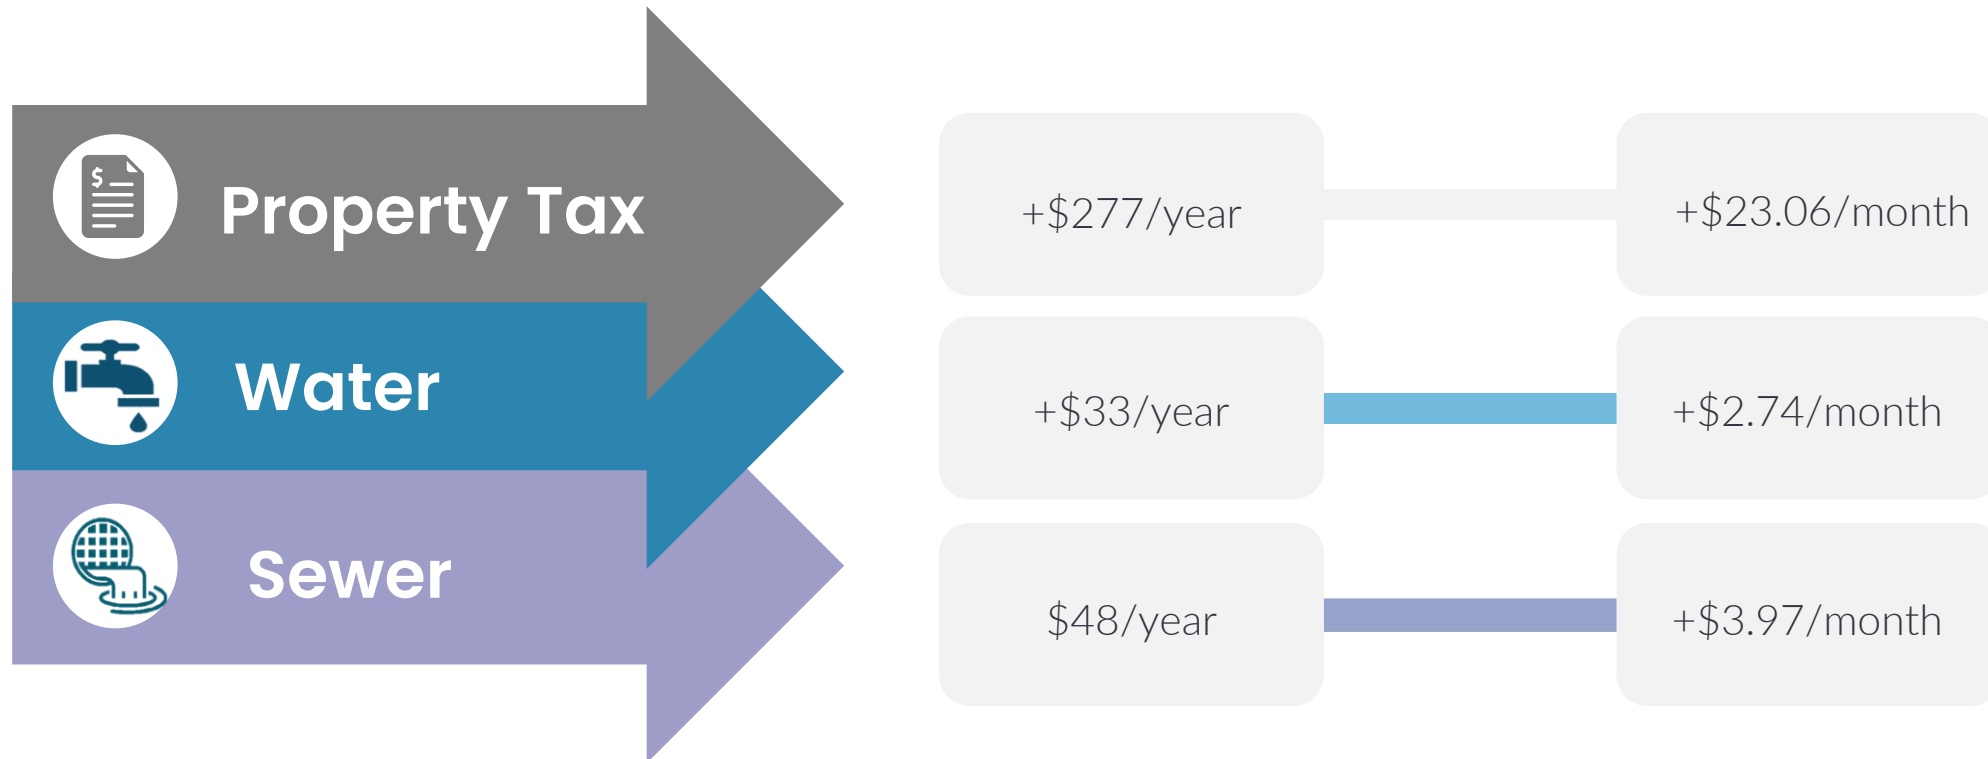 $
Property Tax
+$277/year
+$23.06/month
Water
+$33/year
+$2.74/month
Sewer
$48/year
+$3.97/month